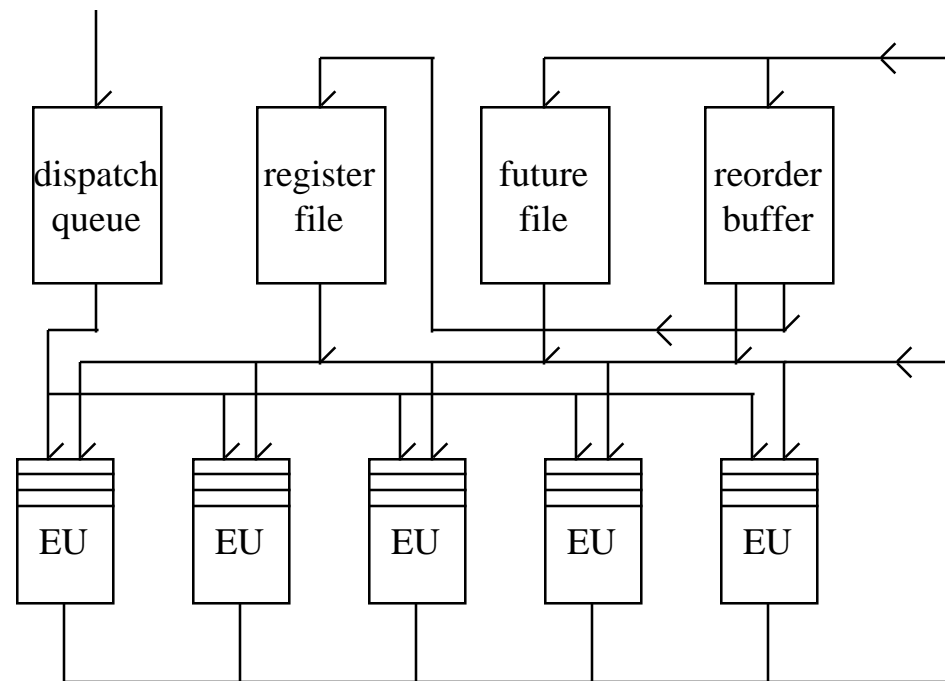 dispatch
queue
register
file
future
file
reorder
buffer
EU
EU
EU
EU
EU